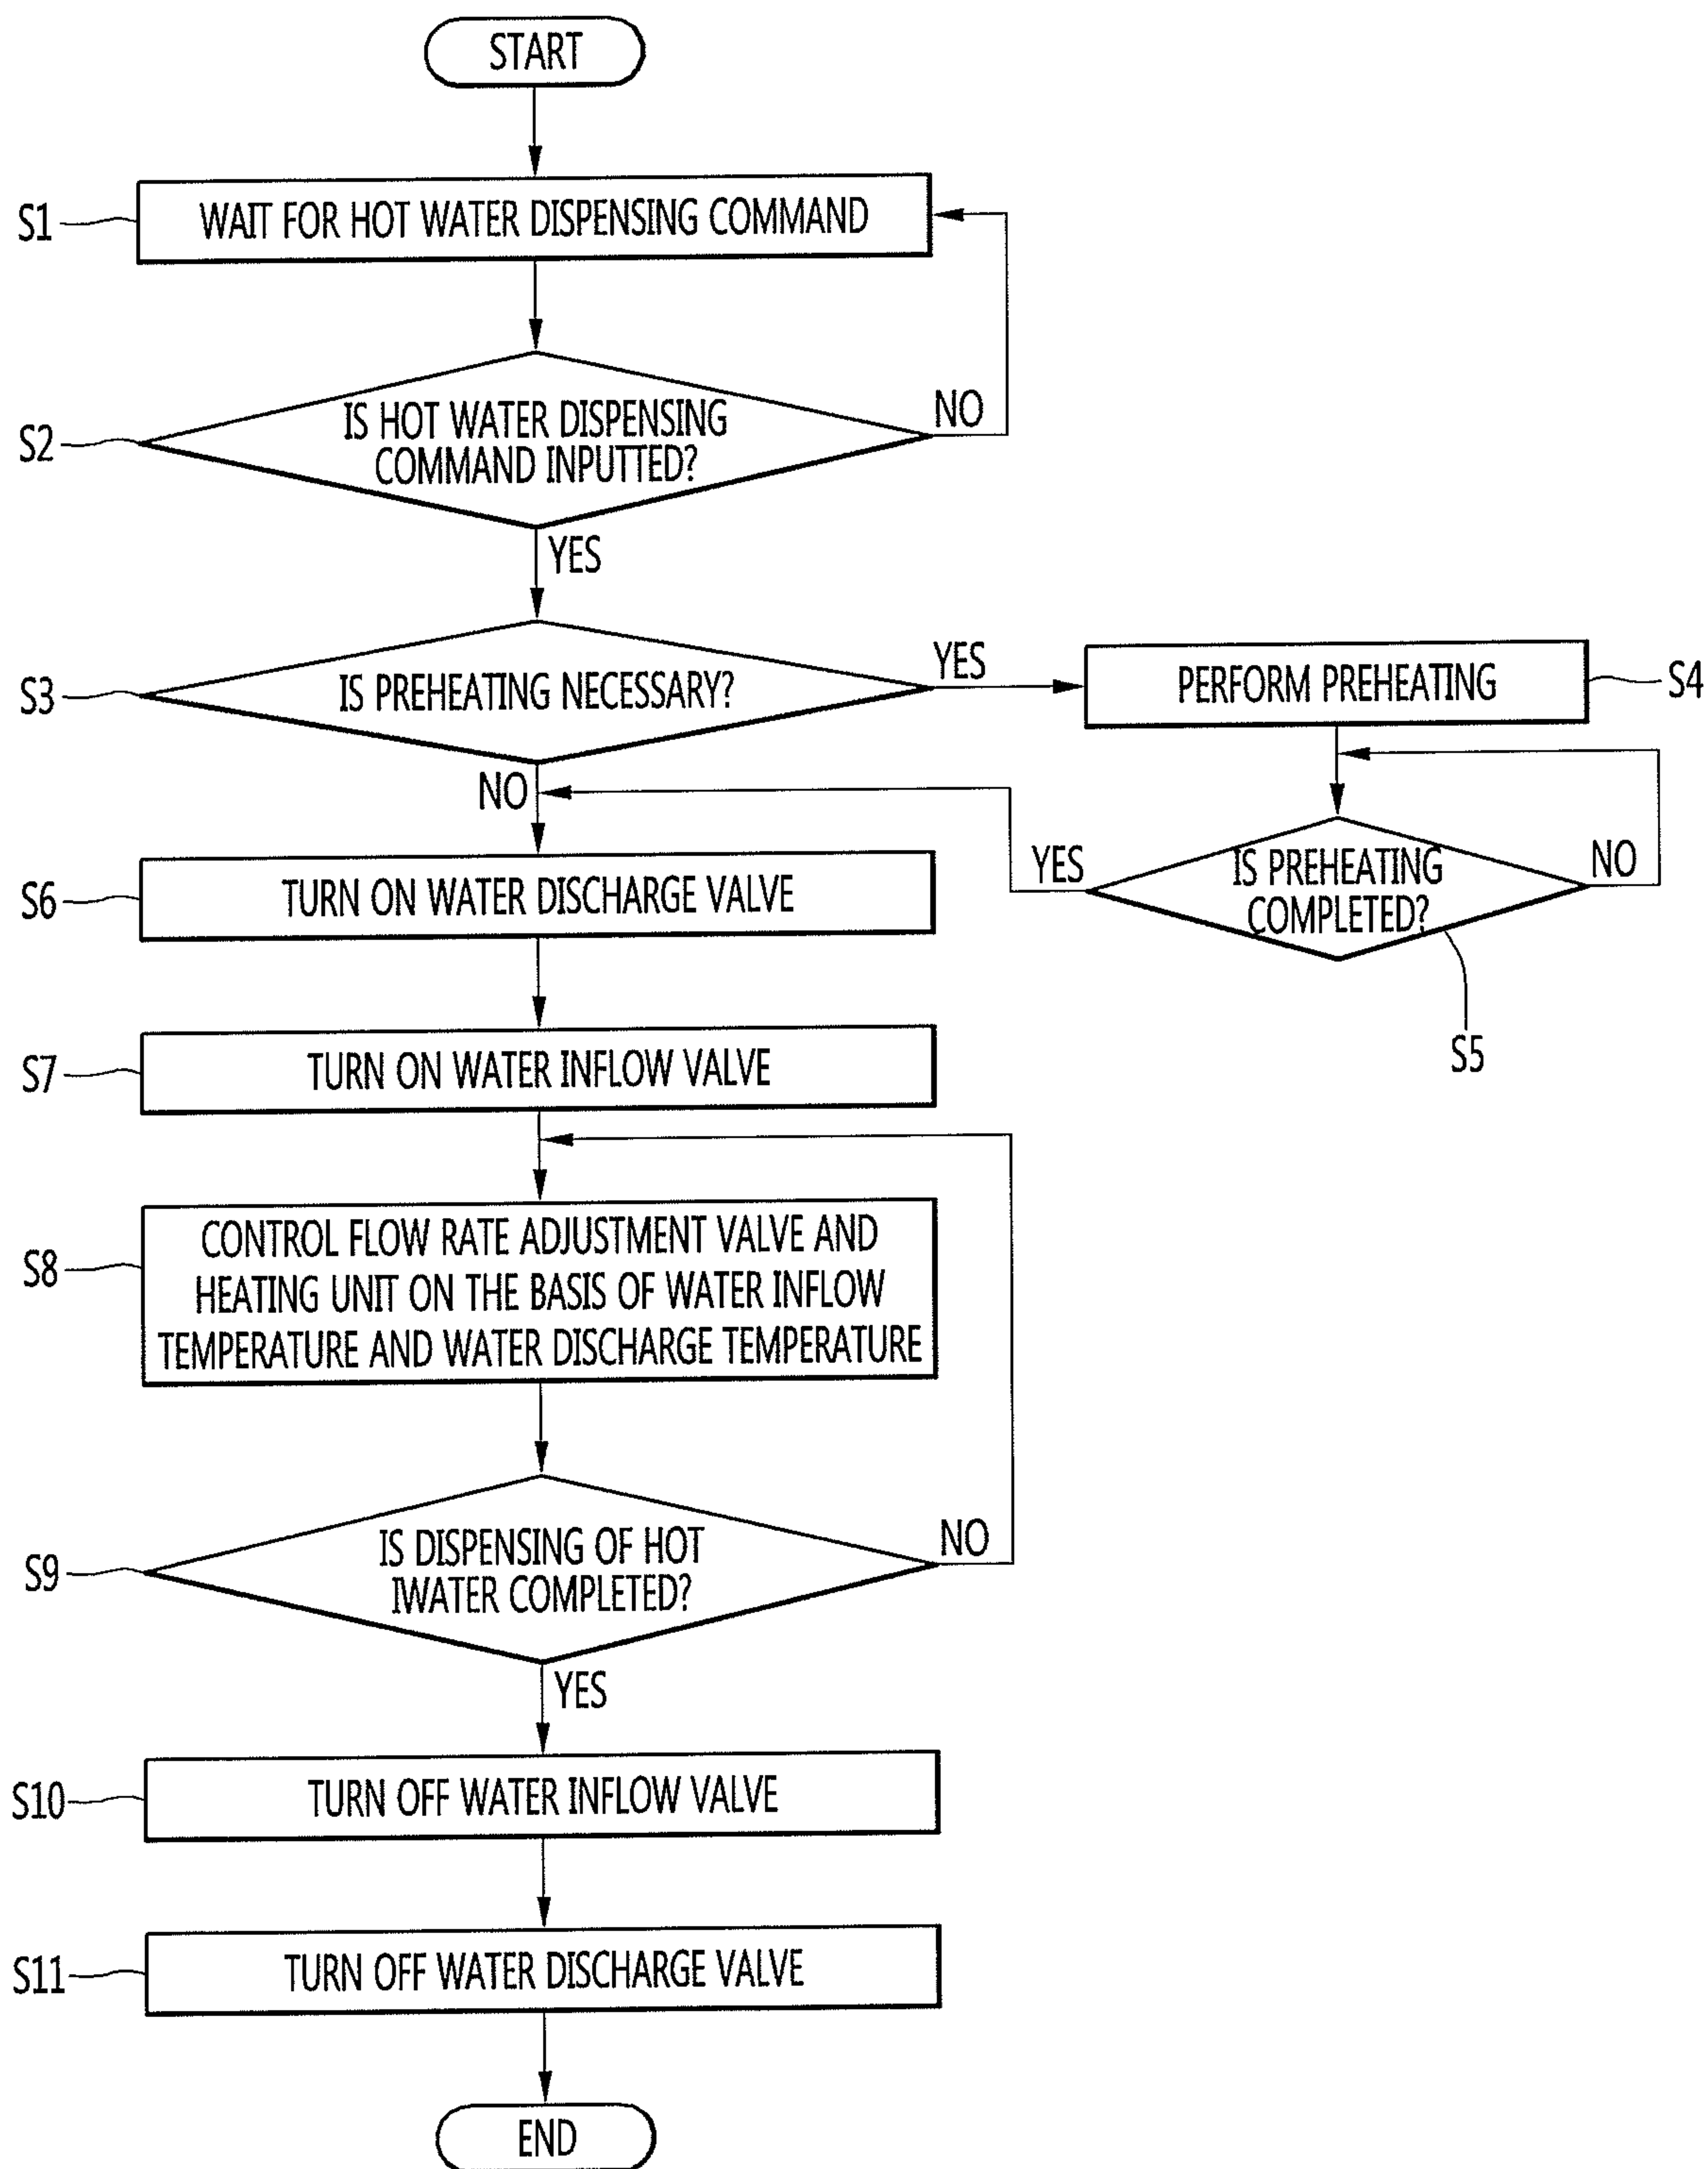 START
S1
WAIT FOR HOT WATER DISPENSING COMMAND
S2
IS HOT WATER DISPENSING
COMMAND INPUTTED?
NO
YES
S3
IS PREHEATING NECESSARY?
YES
PERFORM PREHEATING
S4
NO
YES
IS PREHEATING
COMPLETED?
NO
S5
S6
TURN ON WATER DISCHARGE VALVE
S7
TURN ON WATER INFLOW VALVE
S8
CONTROL FLOW RATE ADJUSTMENT VALVE AND
HEATING UNIT ON THE BASIS OF WATER INFLOW
TEMPERATURE AND WATER DISCHARGE TEMPERATURE
S9
IS DISPENSING OF HOT
IWATER COMPLETED?
NO
YES
S10
TURN OFF WATER INFLOW VALVE
S11
TURN OFF WATER DISCHARGE VALVE
END